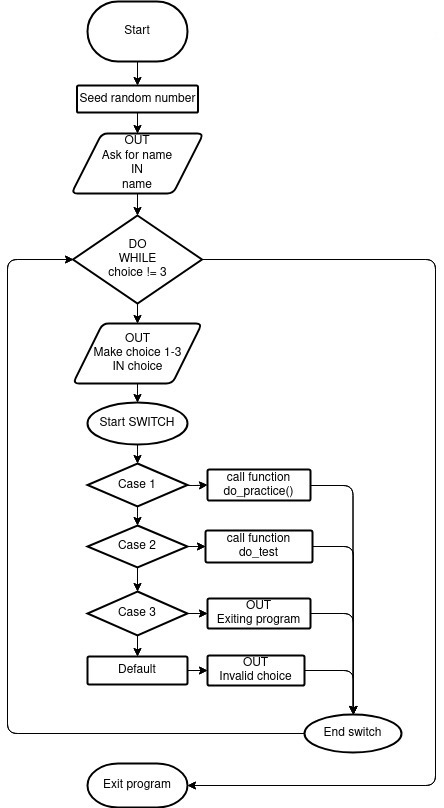 Start
Seed random number
OUT
Ask for name
IN
name
DO
WHILE
choice != 3
OUT
Make choice 1-3
IN choice
Start SWITCH
Case 1
call function
do_practice()
Case 2
call function
do_test
Case 3
OUT
Exiting program
Default
OUT
Invalid choice
End switch
Exit program